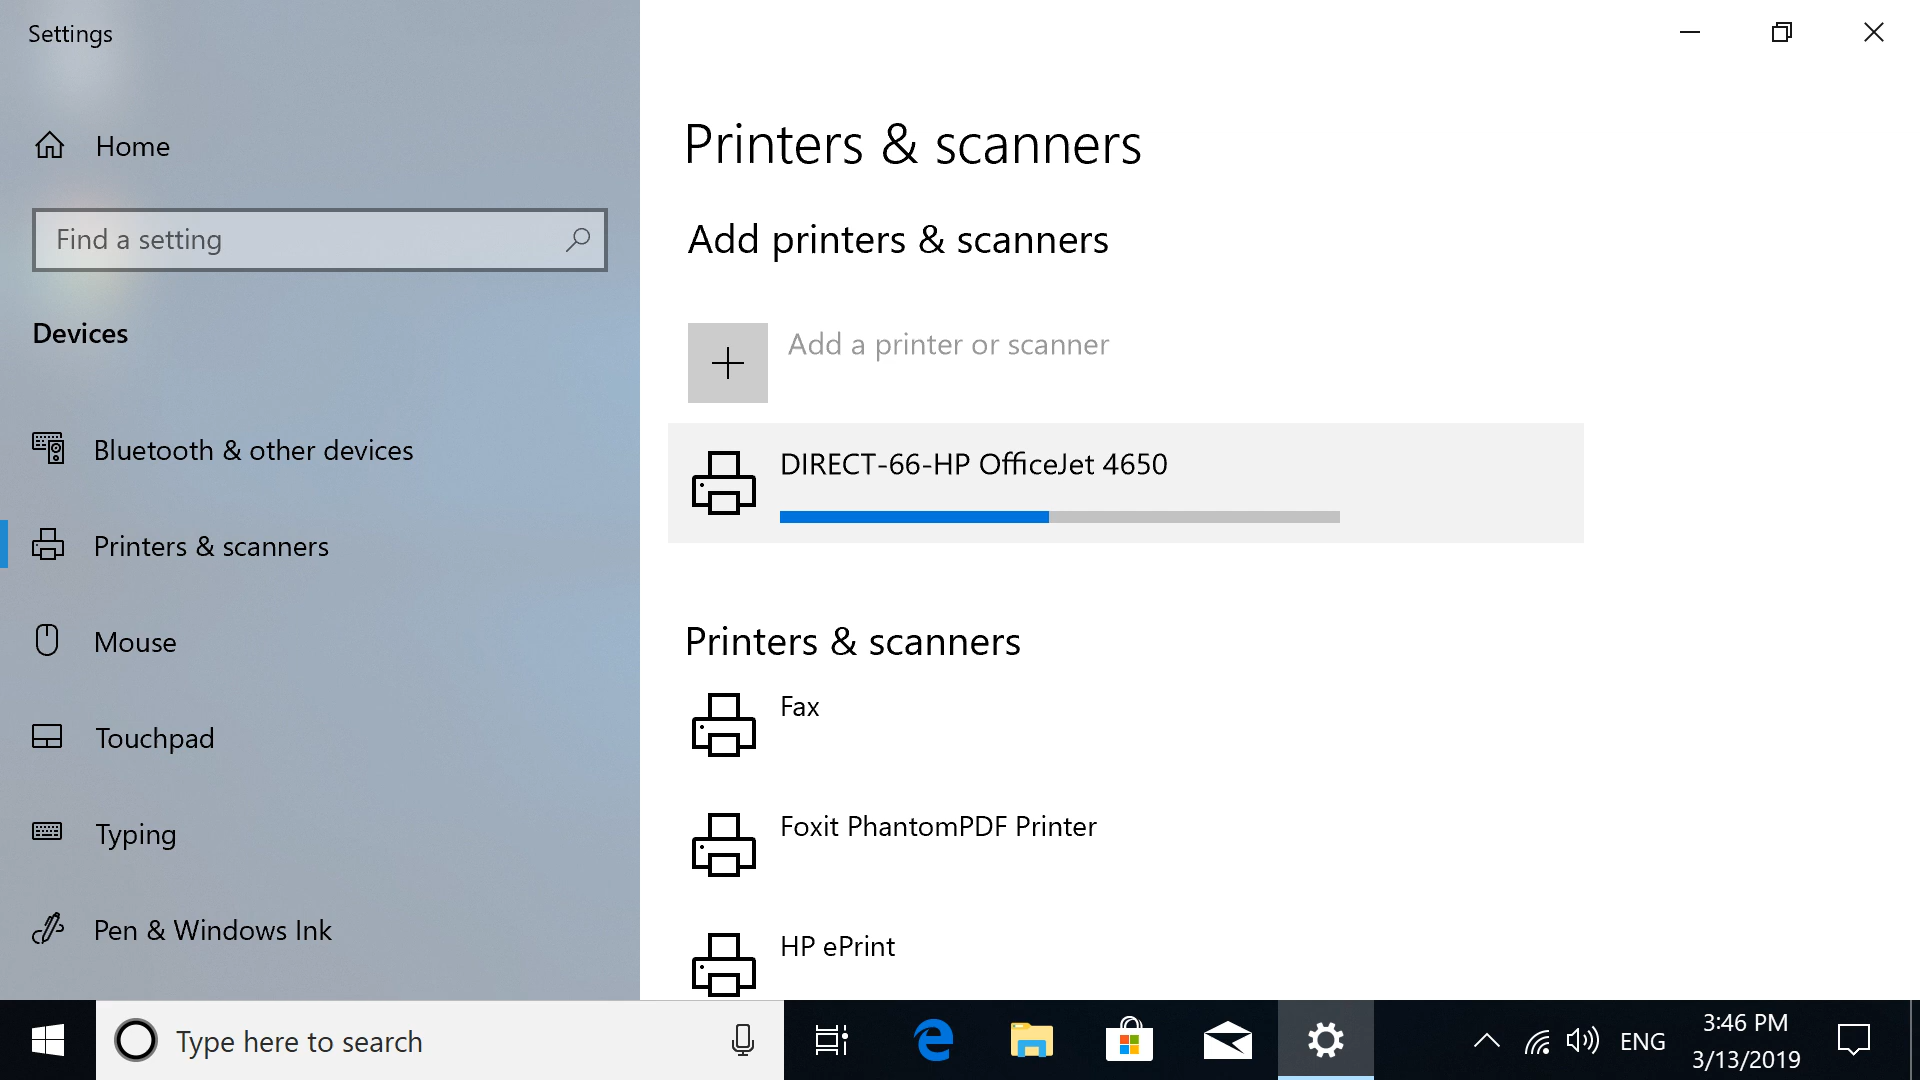 Settings
Home
Find a setting
Devices
Bluetooth & other devices
Printers & scanners
Mouse
Touchpad
Typing
Pen & Windows Ink
Printers & scanners
Add printers & scanners
Add a printer or scanner
DIRECT-66-HP OfficeJet 4650
Printers & scanners
Fax
Foxit PhantomPDF Printer
HP ePrint
Type here to search
ENG
3:46 PM
3/13/2019